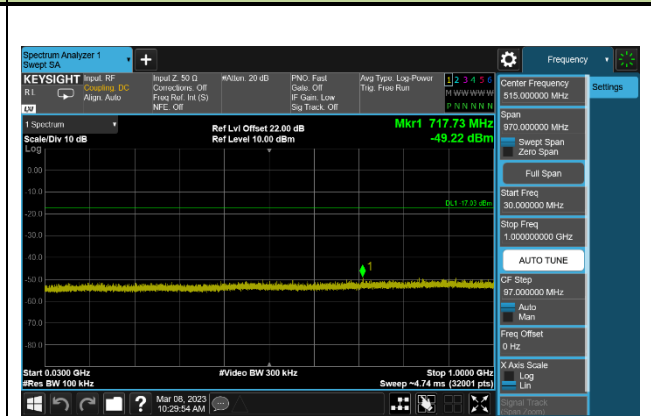 Spectrum Analyzer 1
Swept SA
+
Frequency
KEYSIGHT
Input: RF
Coupling: DC
Align: Auto
RL
Input Z: 50 Ω
Corrections: Off
Freq Ref: Int (S)
NFE: Off
#Atten: 20 dB
PNO: Fast
Gate: Off
IF Gain: Low
Sig Track: Off
Avg Type: Log-Power
Trig: Free Run
1 2 3 4 5 6
M W W W W W
P N N N N N
Center Frequency
515.000000 MHz
Settings
Span
970.000000 MHz
Swept Span
Zero Span
Full Span
Start Freq
30.000000 MHz
Stop Freq
1.000000000 GHz
AUTO TUNE
CF Step
97.000000 MHz
Auto
Man
Freq Offset
0 Hz
X Axis Scale
Log
Lin
Signal Track
(Span Zoom)
1 Spectrum
Scale/Div 10 dB
Log
Ref Lvl Offset 22.00 dB
Ref Level 10.00 dBm
Mkr1 717.73 MHz
-49.22 dBm
0.00
-10.0
DL1 -17.00 dBm
-20.0
-30.0
-40.0
1
-50.0
-60.0
-70.0
-80.0
Start 0.0300 GHz
#Res BW 100 kHz
#Video BW 300 kHz
Stop 1.0000 GHz
Sweep ~4.74 ms (32001 pts)
?
Mar 08, 2023
10:29:54 AM